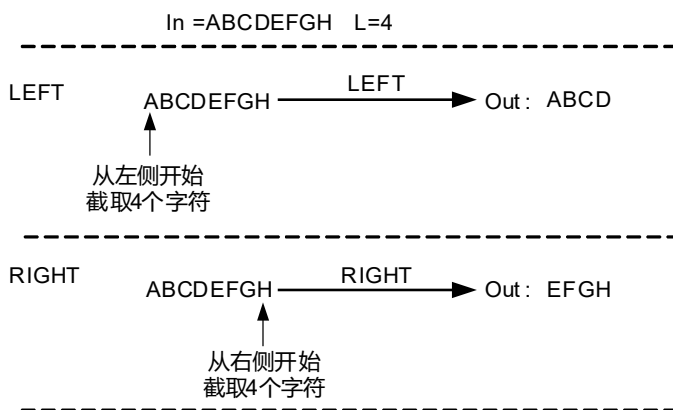 In =ABCDEFGH L=4
LEFT
LEFT ABCDEFGH Out: ABCD
从左侧开始
截取4个字符
RIGHT
RIGHT ABCDEFGH Out: EFGH
从右侧开始
截取4个字符